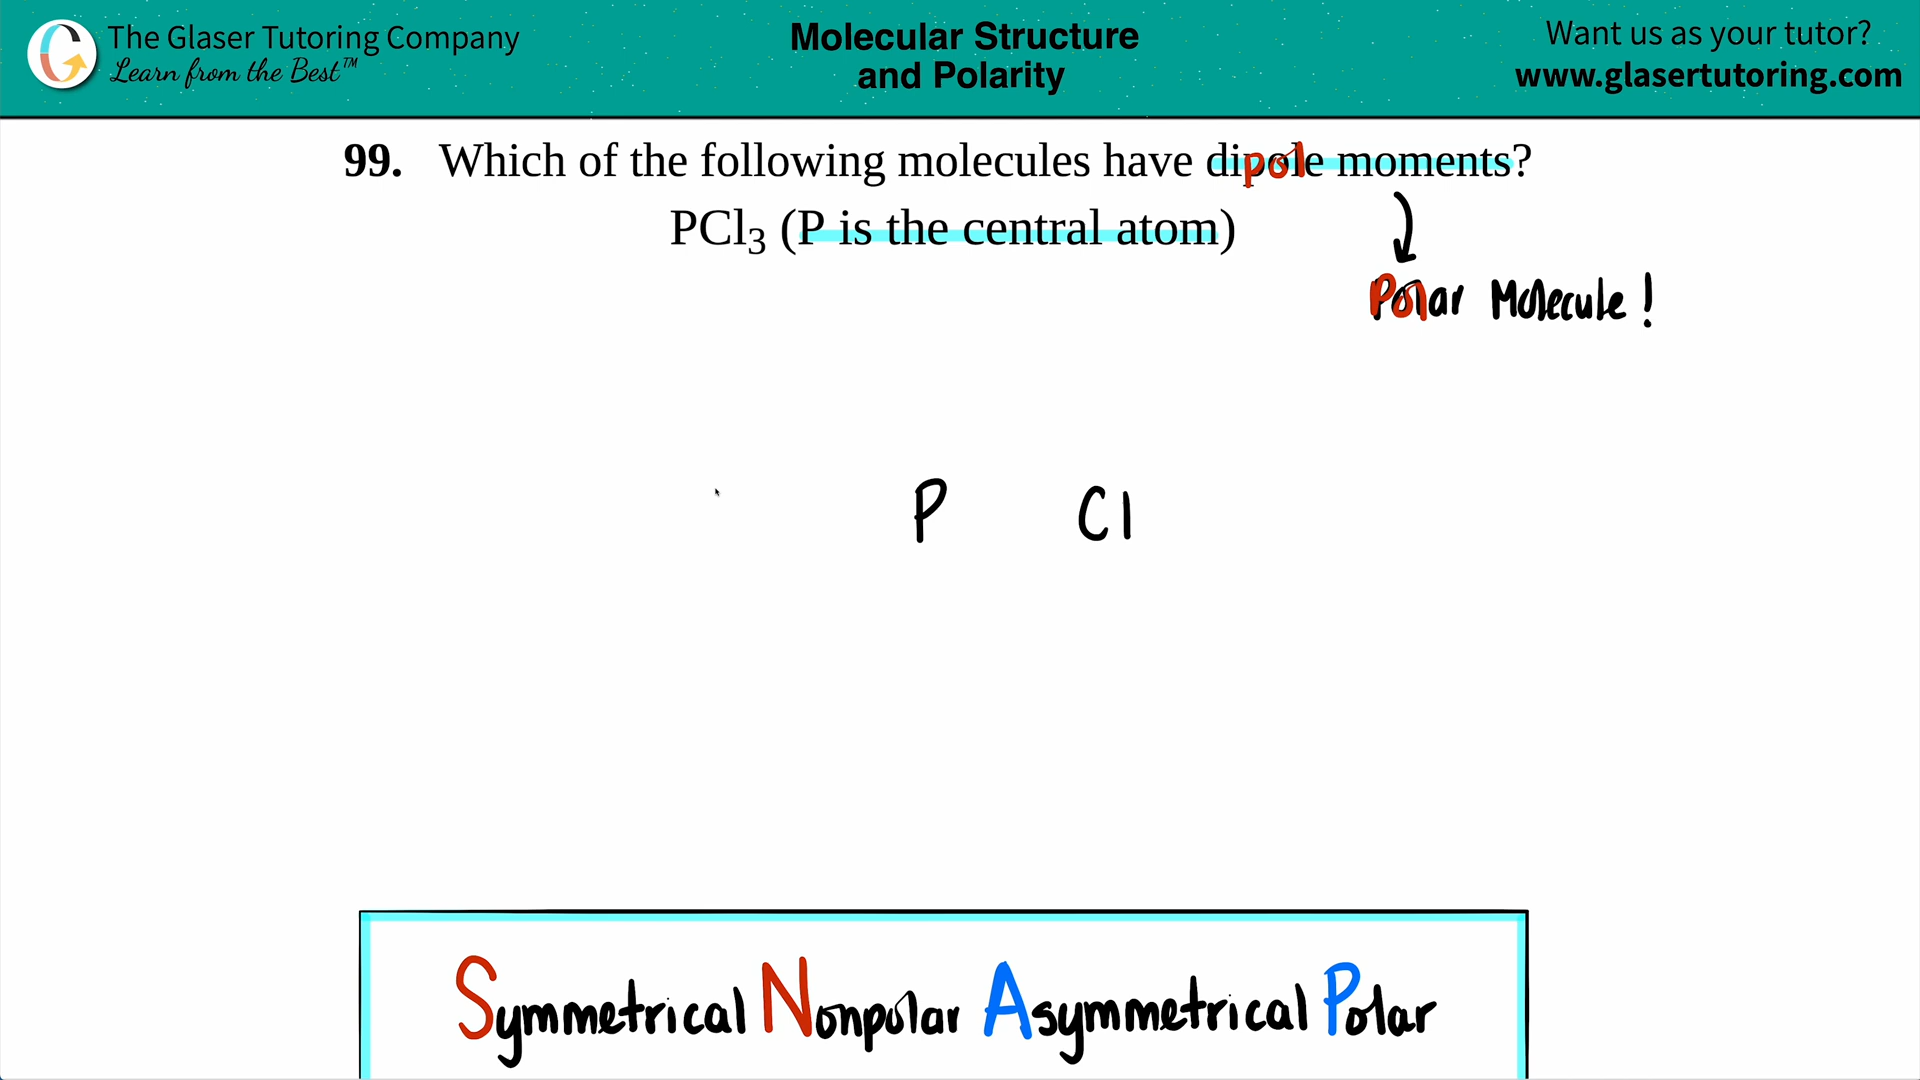 The Glaser Tutoring Company
Learn from the Best™
Molecular Structure
and Polarity
Want us as your tutor?
www.glasertutoring.com
99. Which of the following molecules have dipole moments?
PCl₃ (P is the central atom)
Polar Molecule!
P Cl
Symmetrical Nonpolar Asymmetrical Polar